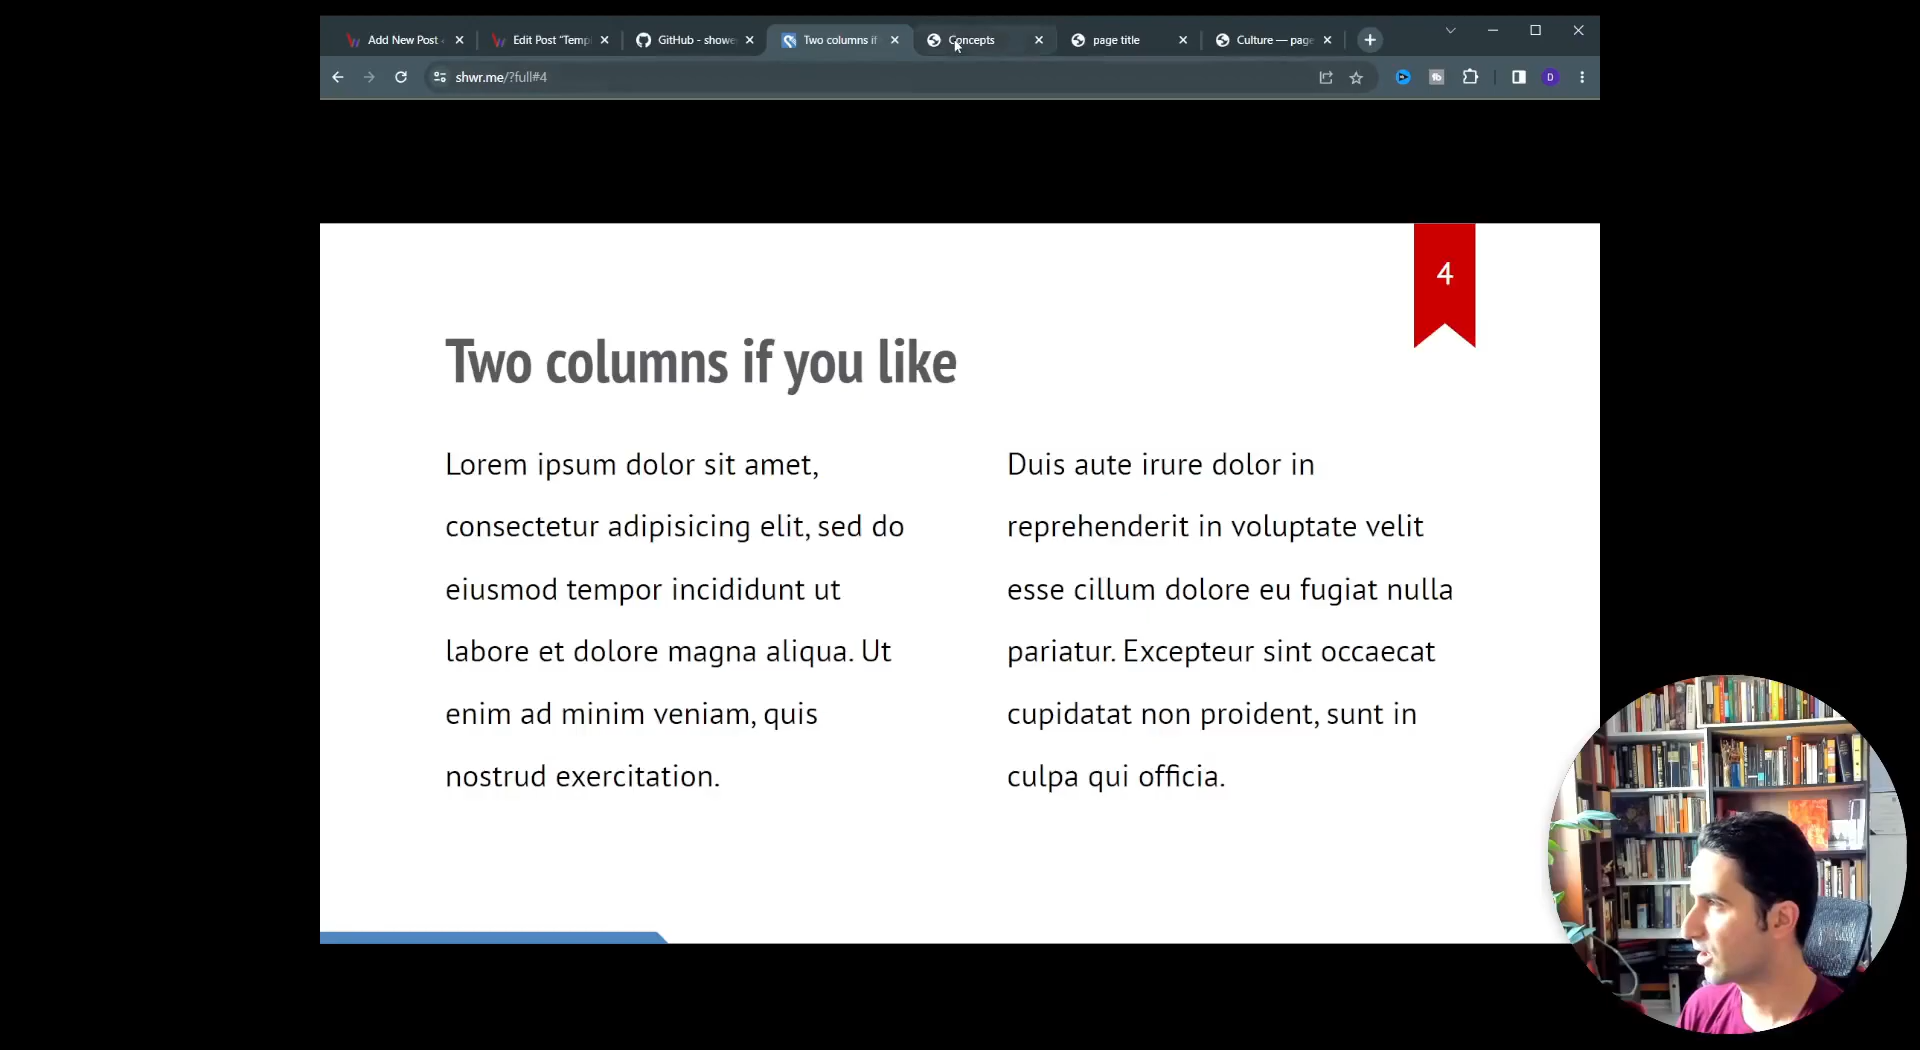 Add New Post
Edit Post “Temp
GitHub - showe
Two columns if
Concepts
page title
Culture — page
shwr.me/?full#4
D
4
Two columns if you like
Lorem ipsum dolor sit amet,
consectetur adipisicing elit, sed do
eiusmod tempor incididunt ut
labore et dolore magna aliqua. Ut
enim ad minim veniam, quis
nostrud exercitation.
Duis aute irure dolor in
reprehenderit in voluptate velit
esse cillum dolore eu fugiat nulla
pariatur. Excepteur sint occaecat
cupidatat non proident, sunt in
culpa qui officia.